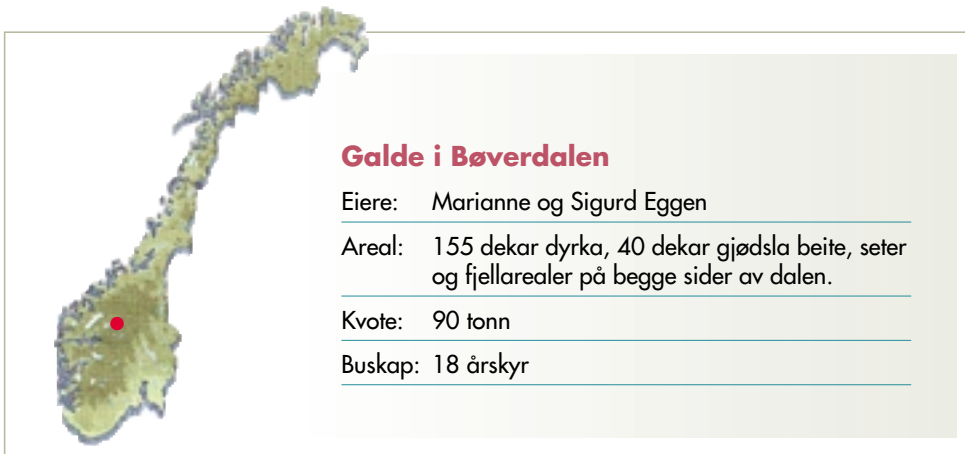 Galde i Bøverdalen
Eiere: Marianne og Sigurd Eggen
Areal: 155 dekar dyrka, 40 dekar gjødsla beite, seter
og fjellarealer på begge sider av dalen.
Kvote: 90 tonn
Buskap: 18 årskyr